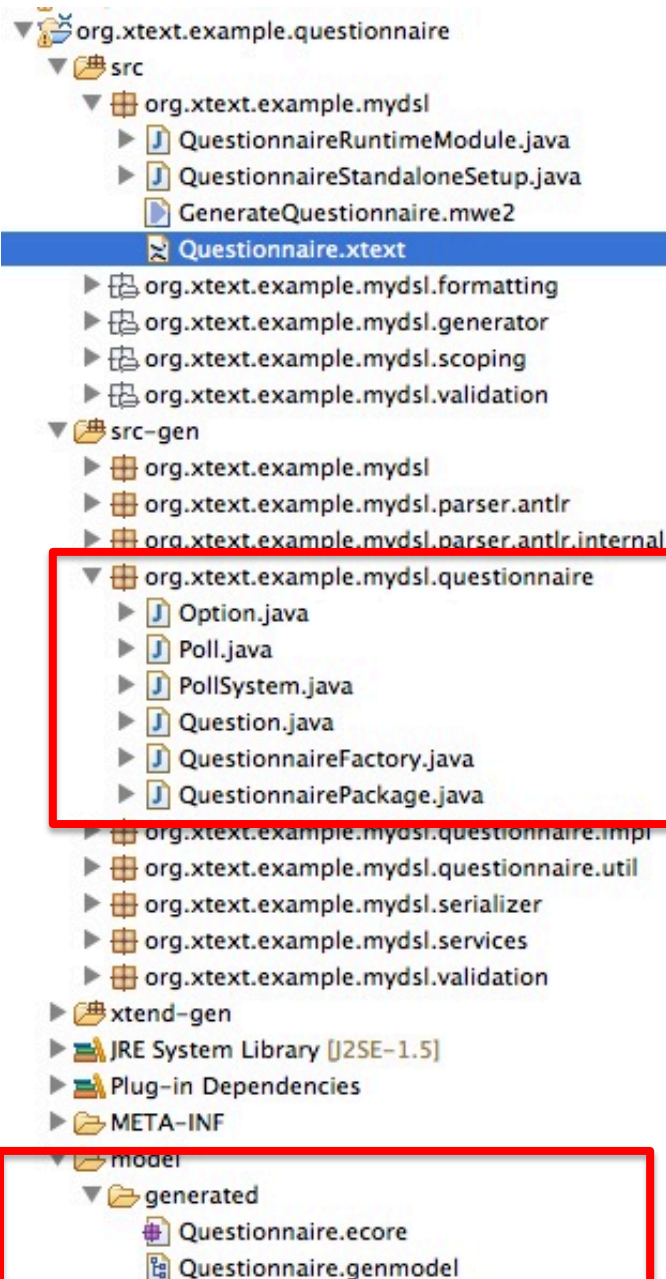 org.xtext.example.questionnaire
src
org.xtext.example.mydsl
QuestionnaireRuntimeModule.java
QuestionnaireStandaloneSetup.java
GenerateQuestionnaire.mwe2
Questionnaire.xtext
org.xtext.example.mydsl.formatting
org.xtext.example.mydsl.generator
org.xtext.example.mydsl.scoping
org.xtext.example.mydsl.validation
src-gen
org.xtext.example.mydsl
org.xtext.example.mydsl.parser.antlr
org.xtext.example.mydsl.parser.antlr.internal
org.xtext.example.mydsl.questionnaire
Option.java
Poll.java
PollSystem.java
Question.java
QuestionnaireFactory.java
QuestionnairePackage.java
org.xtext.example.mydsl.questionnaire.impl
org.xtext.example.mydsl.questionnaire.util
org.xtext.example.mydsl.serializer
org.xtext.example.mydsl.services
org.xtext.example.mydsl.validation
xtend-gen
JRE System Library [J2SE-1.5]
Plug-in Dependencies
META-INF
model
generated
Questionnaire.ecore
Questionnaire.genmodel